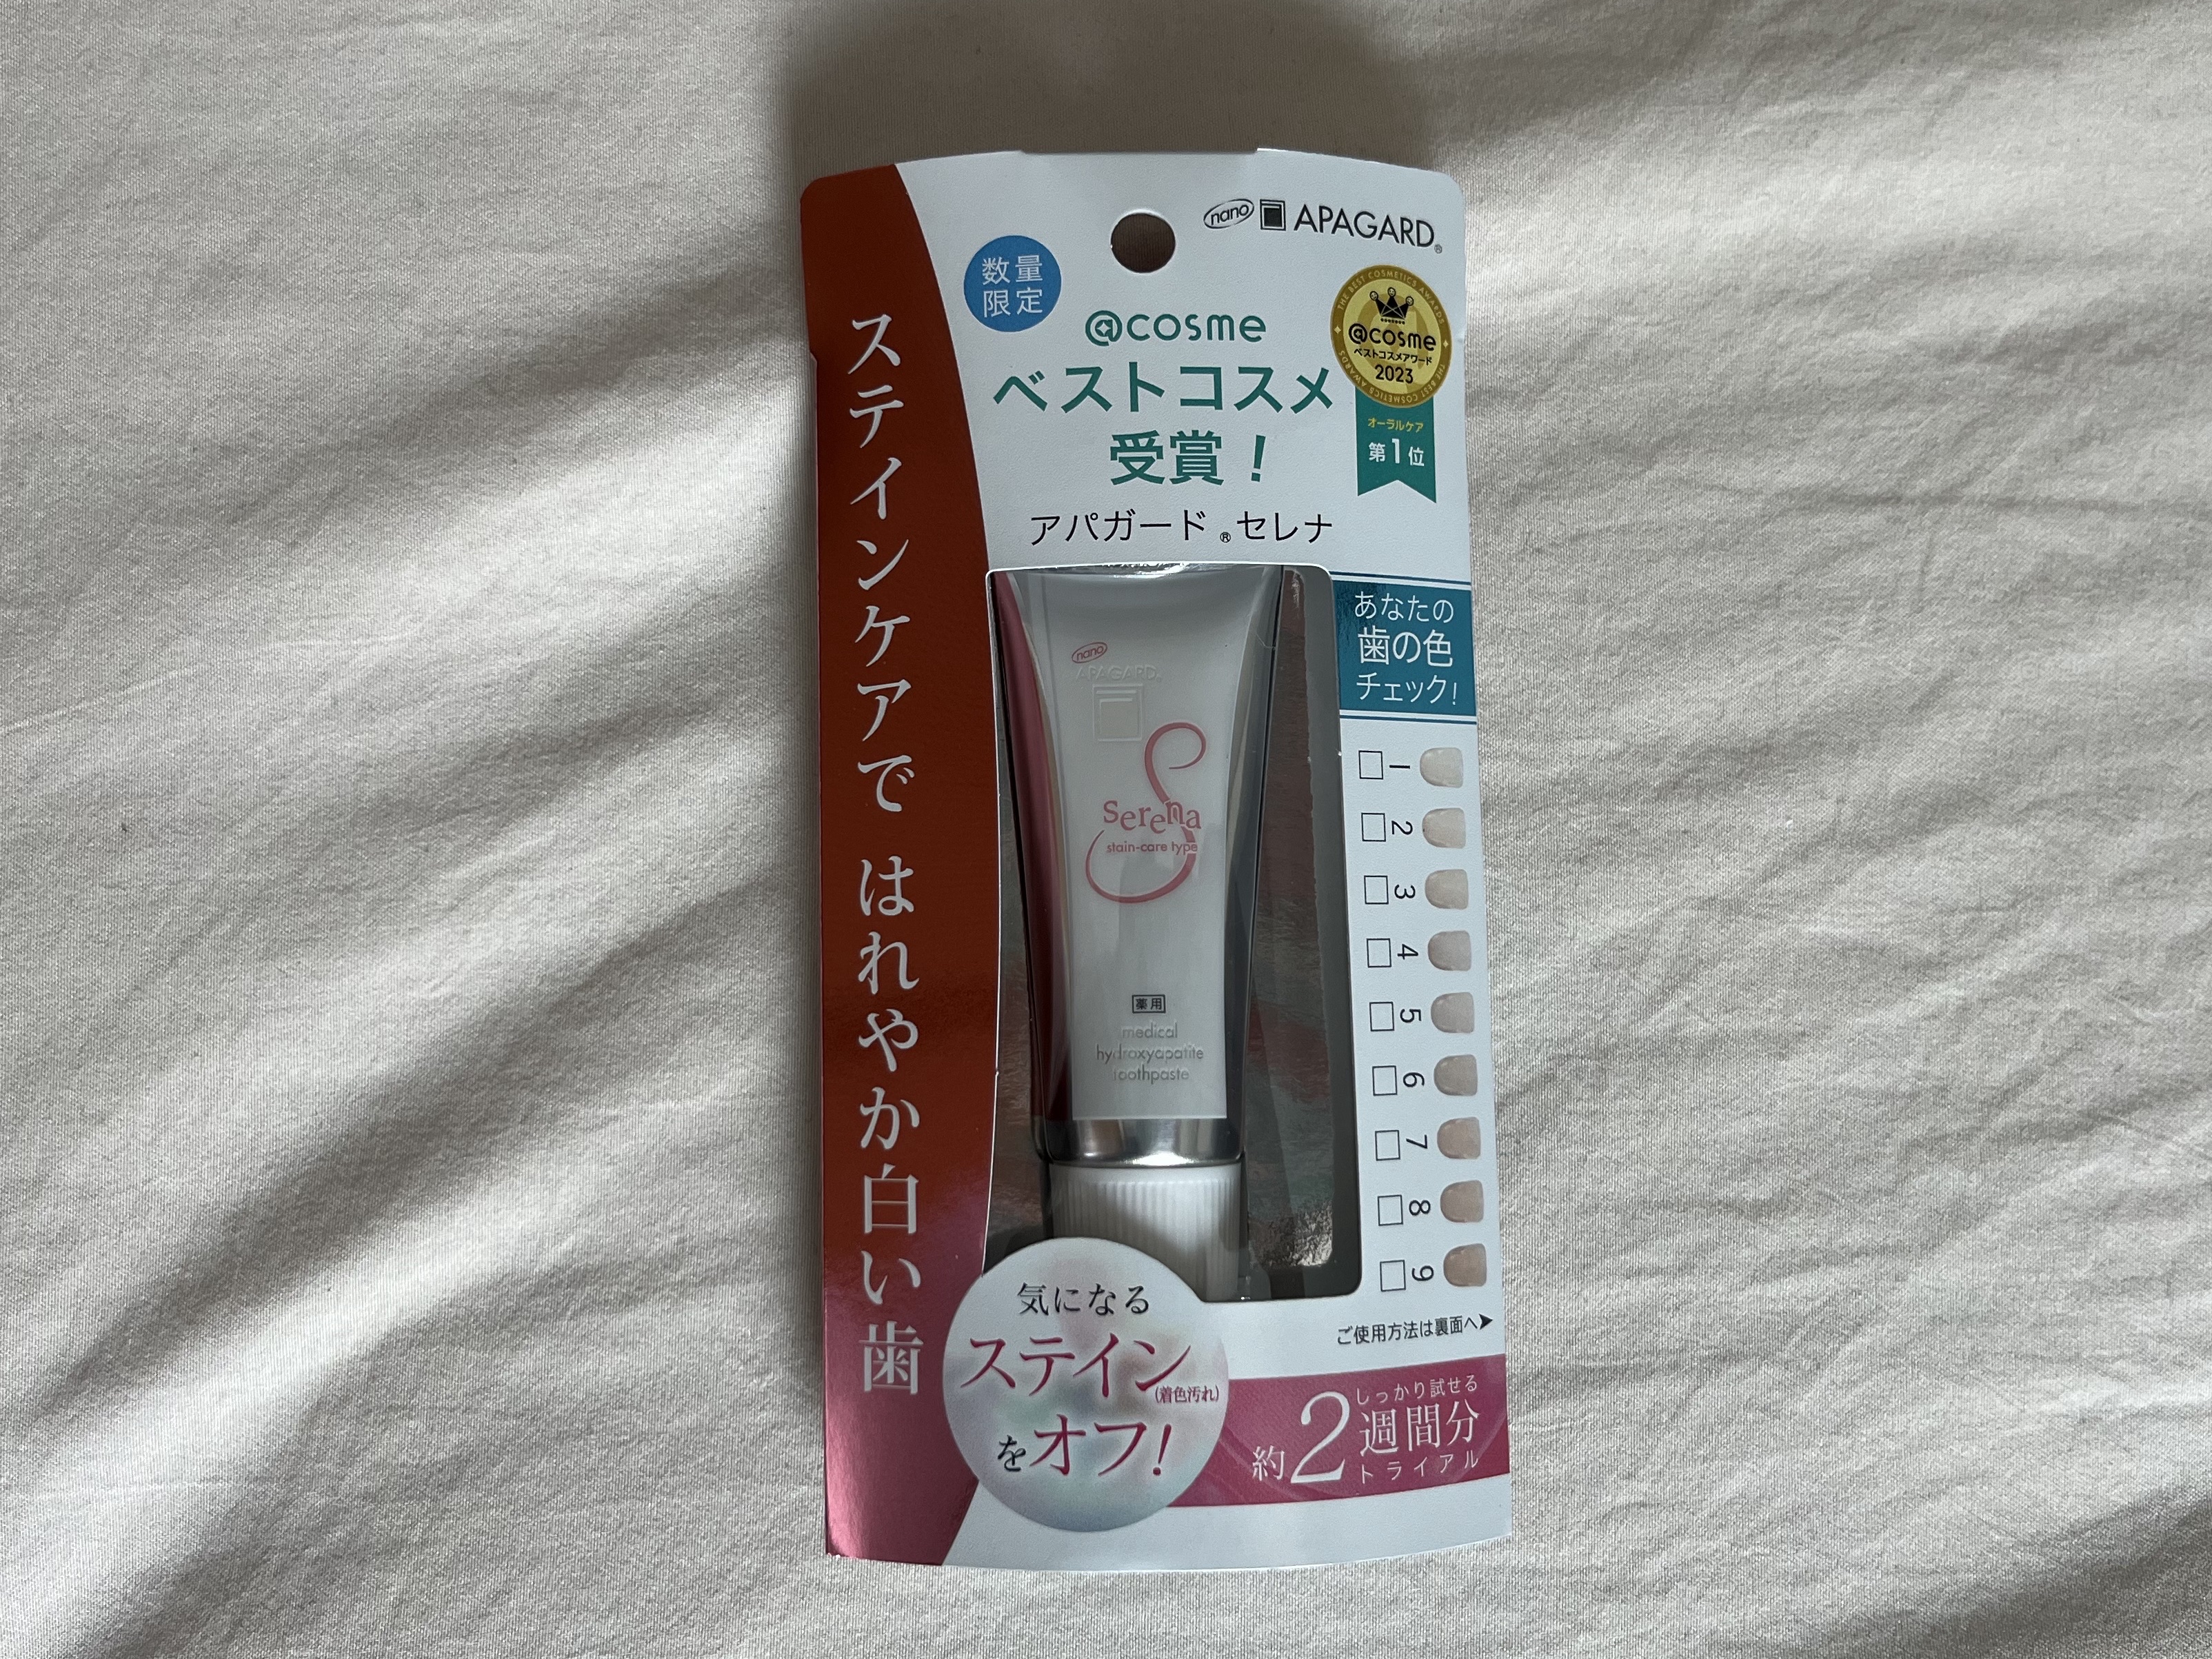 nano APAGARD®
数量
限定
@cosme
ベストコスメ
受賞！
THE BEST COSMETICS AWARDS
@cosme
ベストコスメアワード
2023
THE BEST COSMETICS AWARDS
オーラルケア
第1位
アパガード®セレナ
ステインケアで はれやか白い歯
nano
APAGARD®
Serena
stain-care type
薬用
medical
hydroxyapatite
toothpaste
あなたの
歯の色
チェック！
1
2
3
4
5
6
7
8
9
ご使用方法は裏面へ➤
気になる
ステイン
(着色汚れ)
をオフ！
しっかり試せる
約2週間分
トライアル